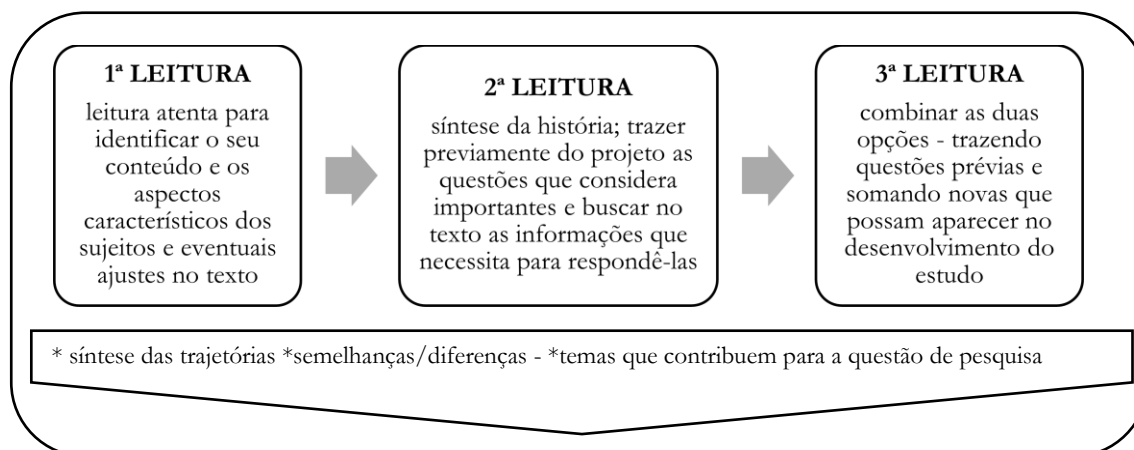 1ª LEITURA
leitura atenta para
identificar o seu
conteúdo e os
aspectos
característicos dos
sujeitos e eventuais
ajustes no texto
2ª LEITURA
síntese da história; trazer
previamente do projeto as
questões que considera
importantes e buscar no
texto as informações que
necessita para respondê-las
3ª LEITURA
combinar as duas
opções - trazendo
questões prévias e
somando novas que
possam aparecer no
desenvolvimento do
estudo
* síntese das trajetórias *semelhanças/diferenças - *temas que contribuem para a questão de pesquisa